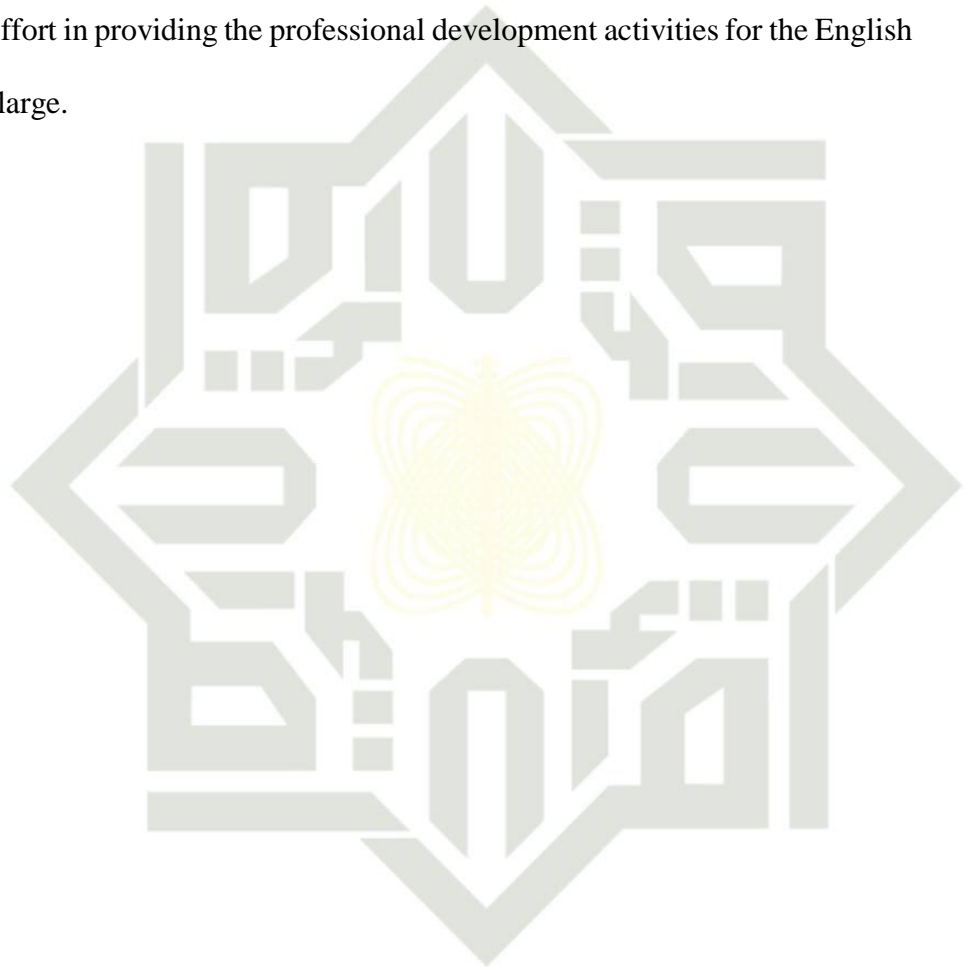 ffort in providing the professional development activities for the English
large.